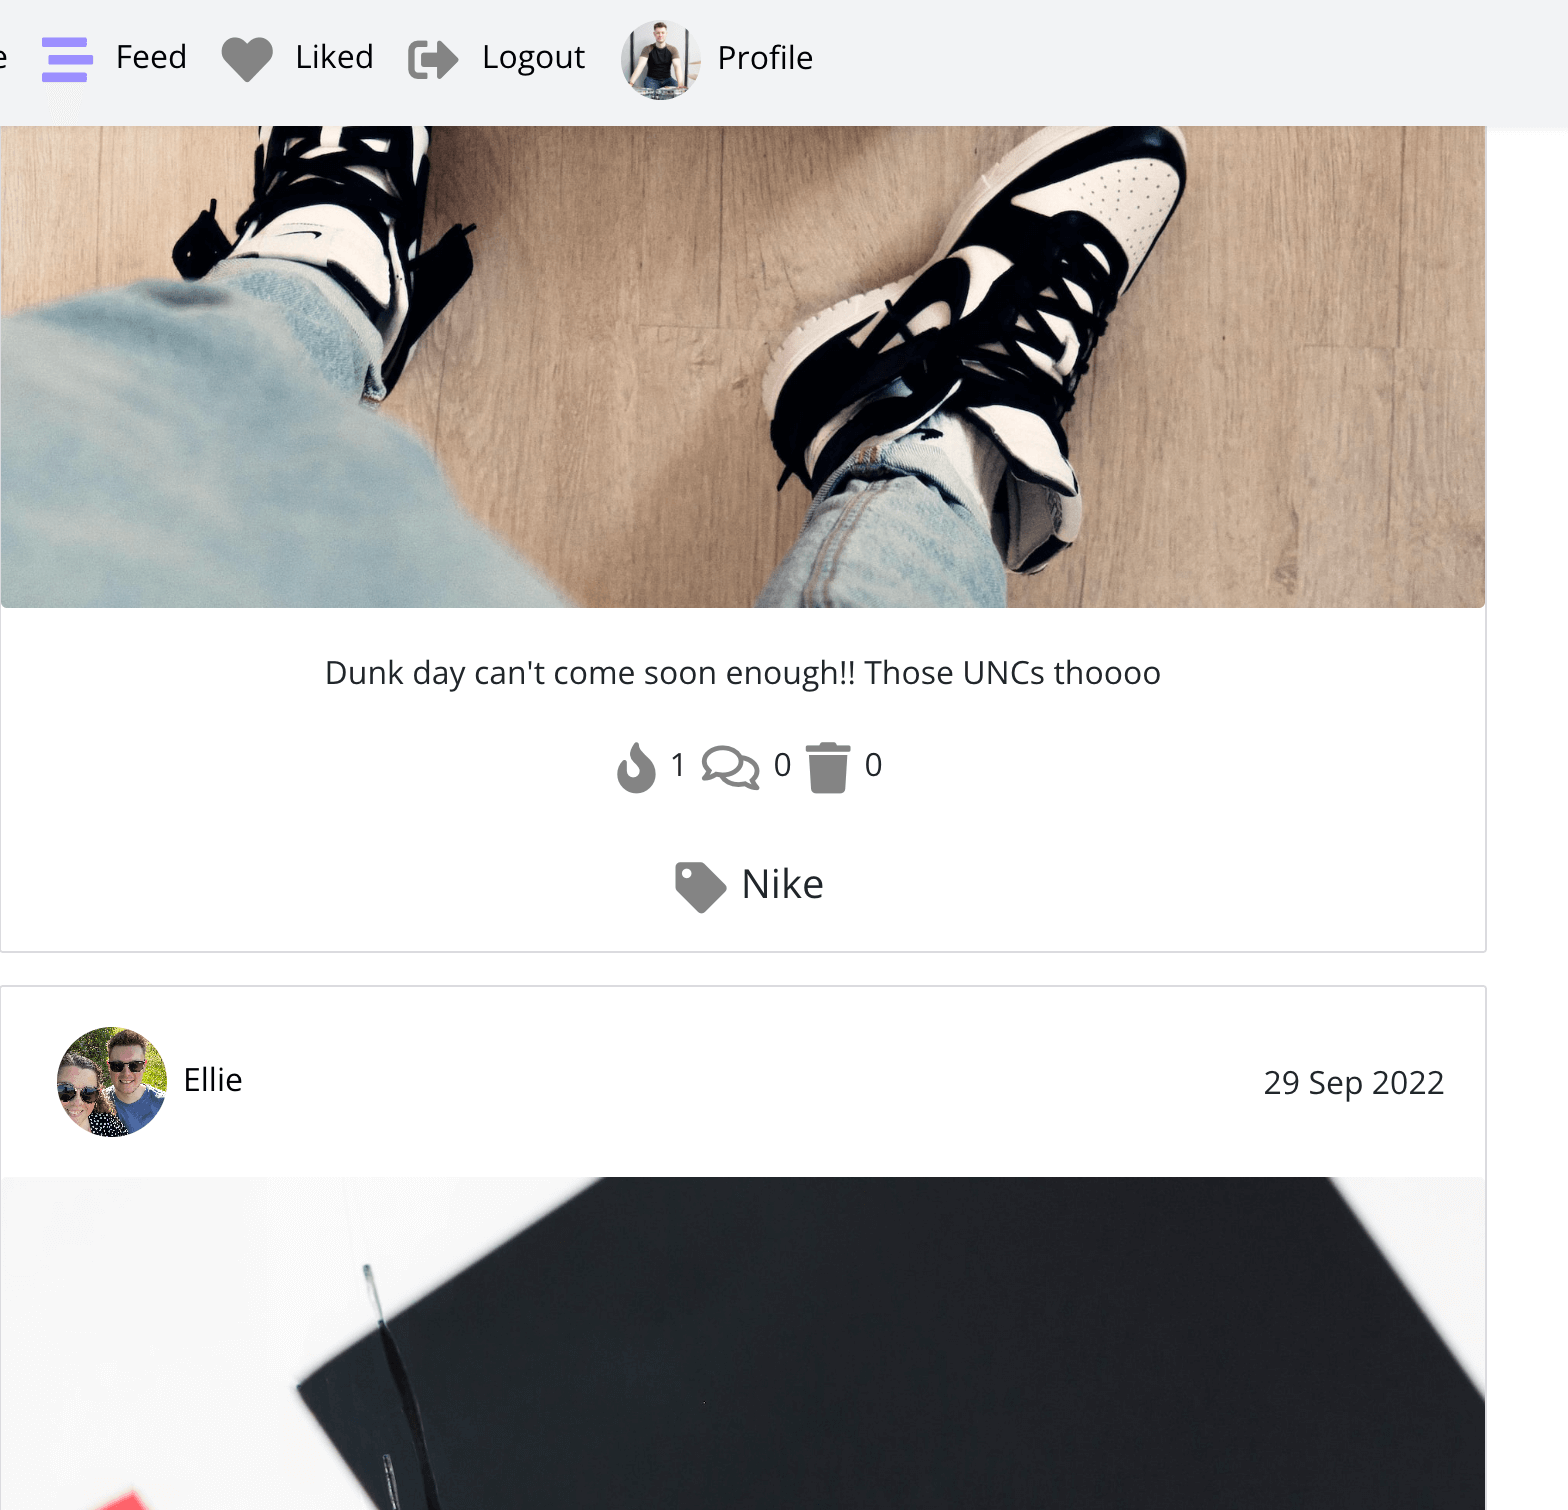 e Feed Liked Logout Profile
Dunk day can't come soon enough!! Those UNCs thoooo
1 0 0
Nike
Ellie
29 Sep 2022